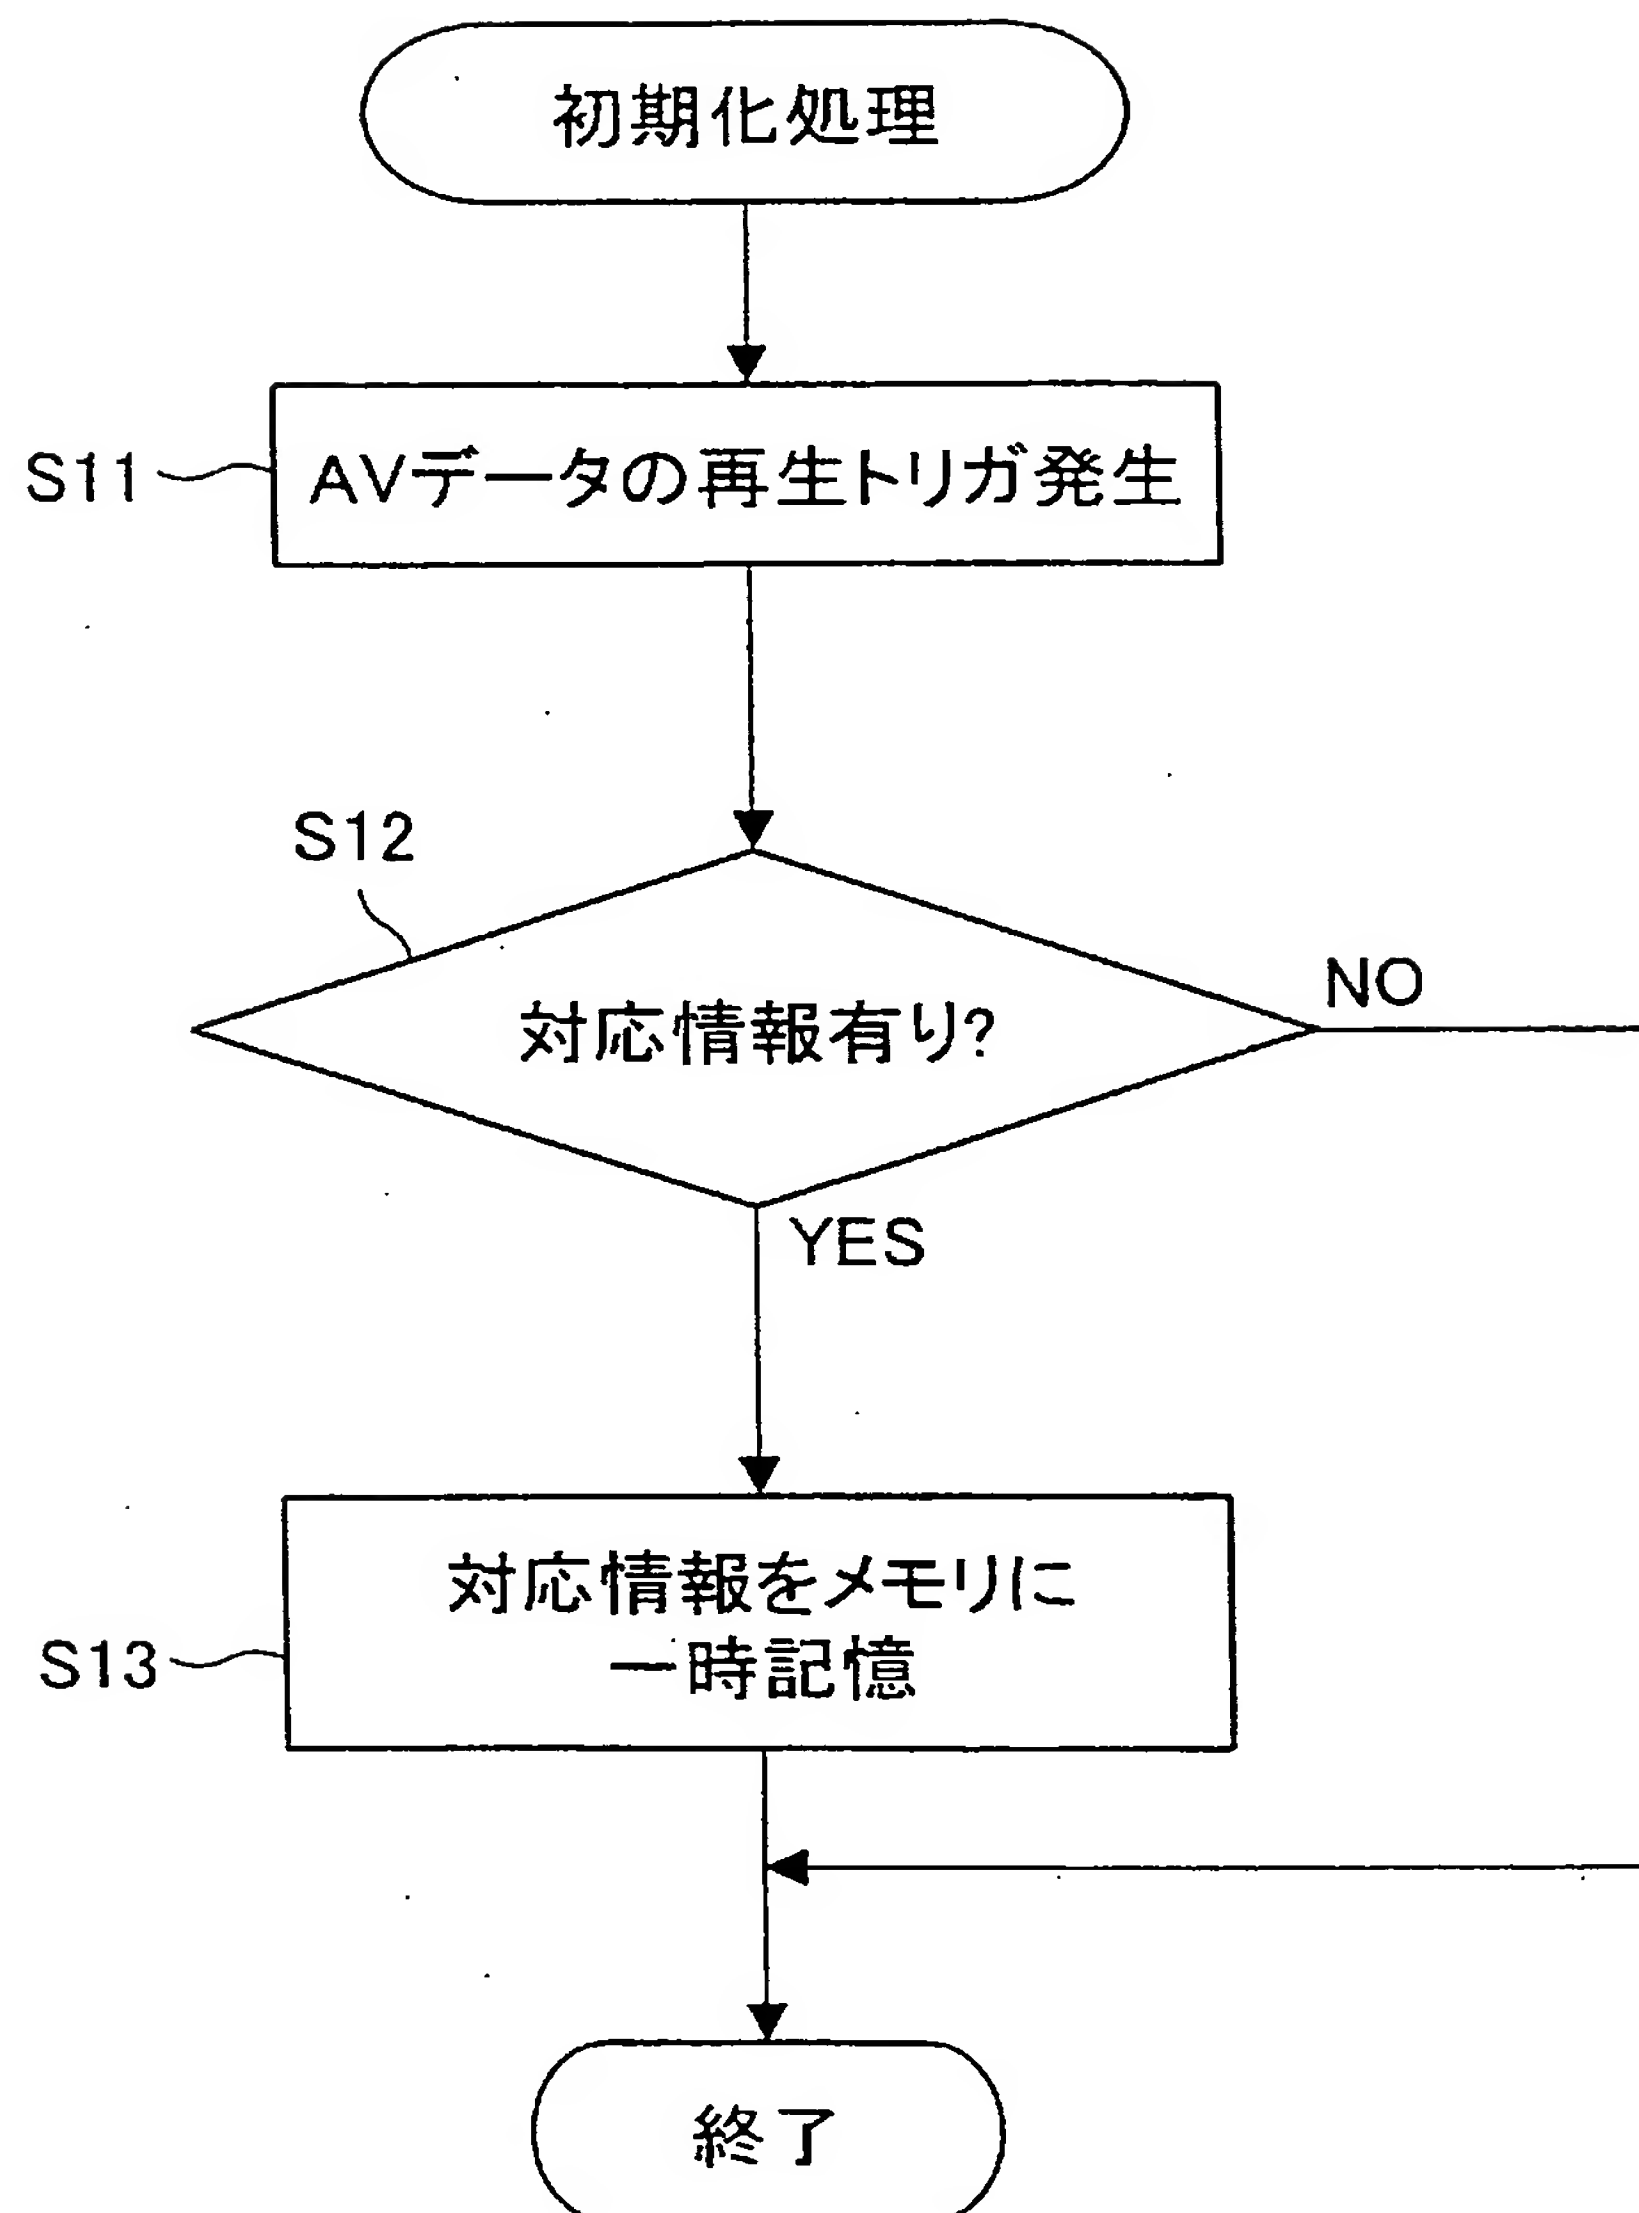 初期化処理
S11
AVデータの再生トリガ発生
S12
対応情報有り?
NO
YES
対応情報をメモリに
一時記憶
S13
終了